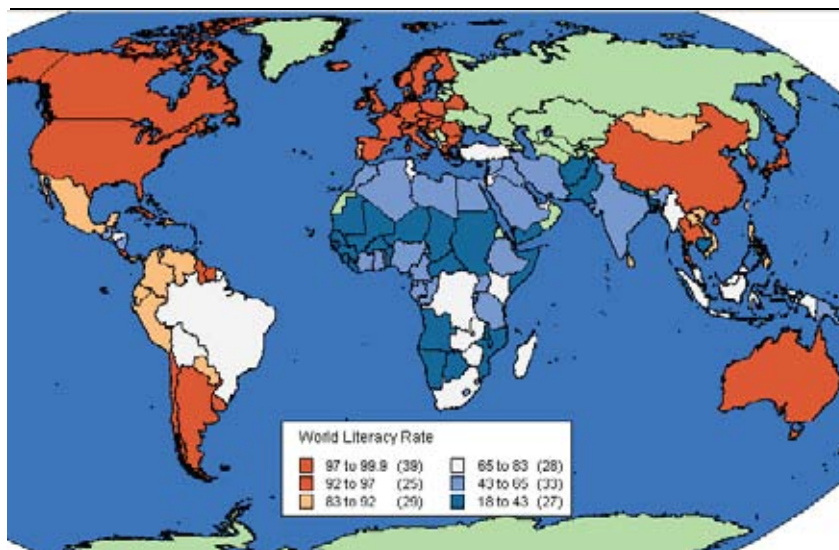 World Literacy Rate
97 to 99.9 (39)
92 to 97 (25)
83 to 92 (29)
65 to 83 (28)
43 to 65 (33)
18 to 43 (27)